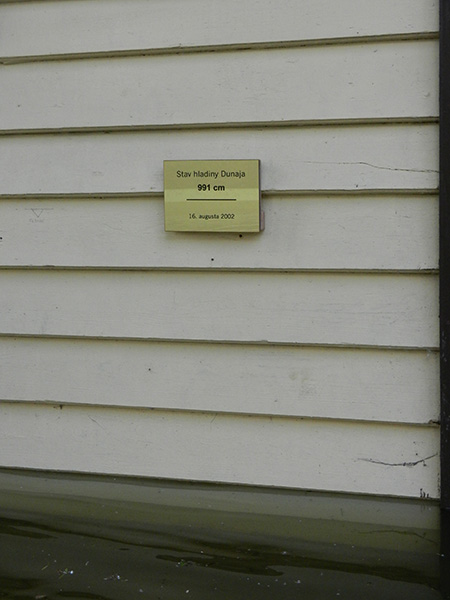 Stav hladiny Dunaja
991 cm
16. augusta 2002